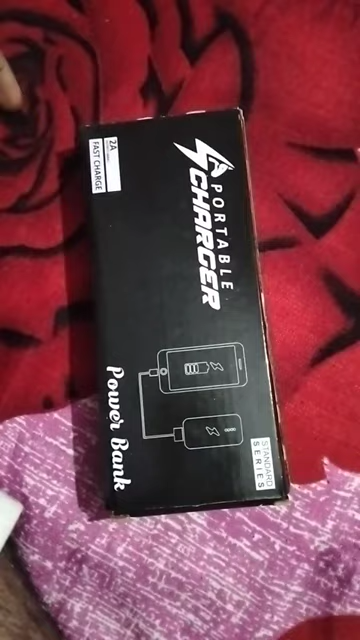 PORTABLE
CHARGER
2A
FAST CHARGE
Power Bank
STANDARD
SERIES